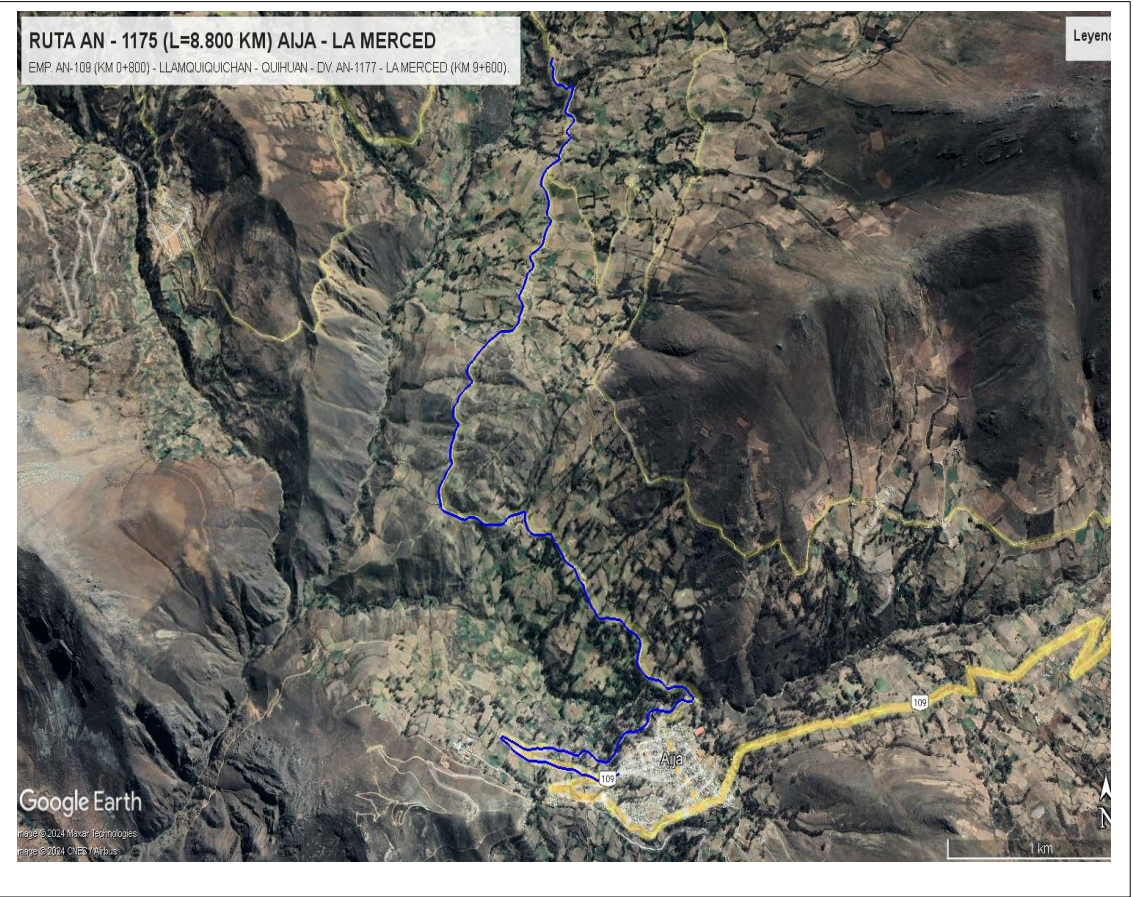 RUTA AN - 1175 (L=8.800 KM) AIJA - LA MERCED
EMP. AN-109 (KM 0+800) - LLAMQUIQUICHAN - QUIHUAN - DV. AN-1177 - LA MERCED (KM 9+600).
Leyend
109
Aija
109
Google Earth
N
mage © 2024 Maxar Technologies
mage © 2024 CNES / Airbus
1 km